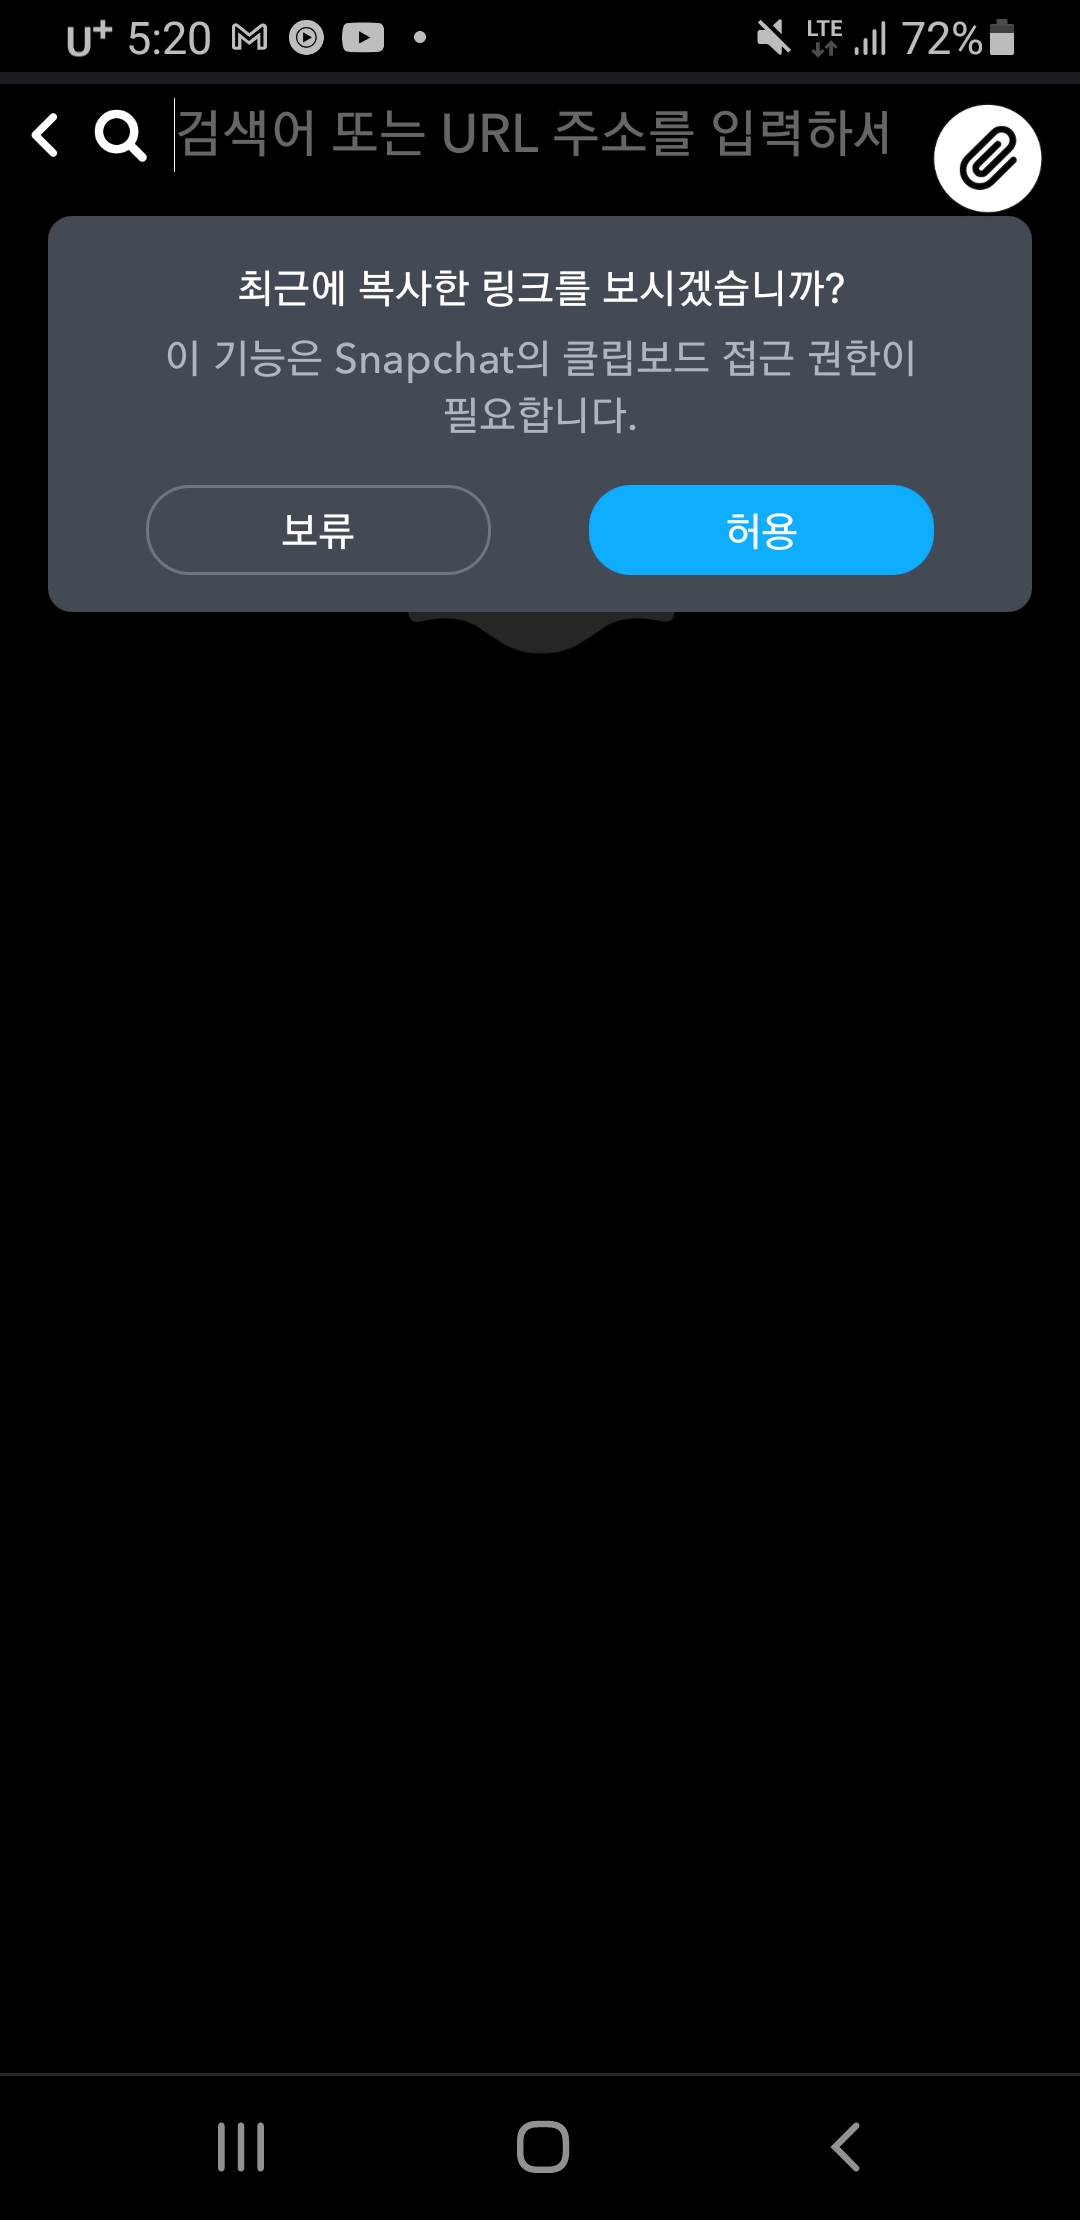 U+ 5:20 LTE 72%
검색어 또는 URL 주소를 입력하세
최근에 복사한 링크를 보시겠습니까?
이 기능은 Snapchat의 클립보드 접근 권한이
필요합니다.
보류 허용